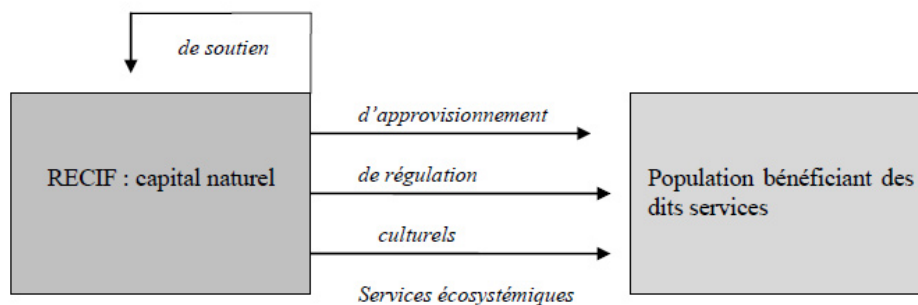 de soutien
d'approvisionnement
RECIF : capital naturel
de régulation
Population bénéficiant des
dits services
culturels
Services écosystémiques